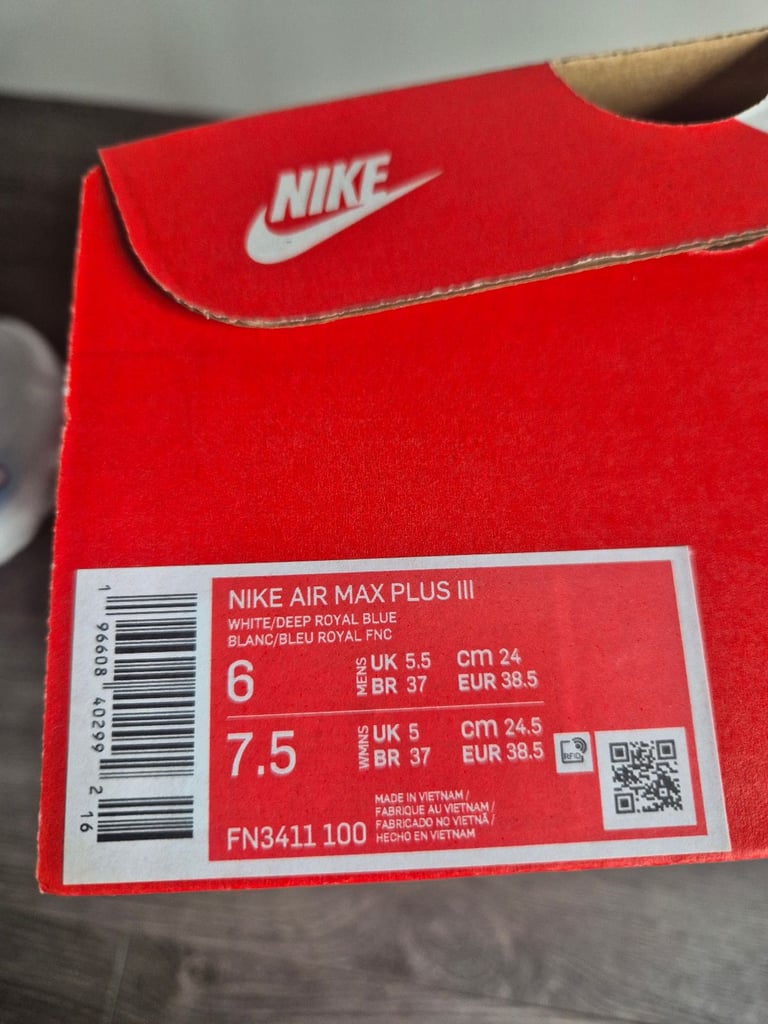 NIKE
NIKE AIR MAX PLUS III
WHITE/DEEP ROYAL BLUE
BLANC/BLEU ROYAL FNC
6 MENS UK 5.5 cm 24
BR 37 EUR 38.5
7.5 WMNS UK 5 cm 24.5
BR 37 EUR 38.5
RFID
FN3411 100
MADE IN VIETNAM /
FABRIQUE AU VIETNAM /
FABRICADO NO VIETNÃ /
HECHO EN VIETNAM
1 96608 40299 2 16